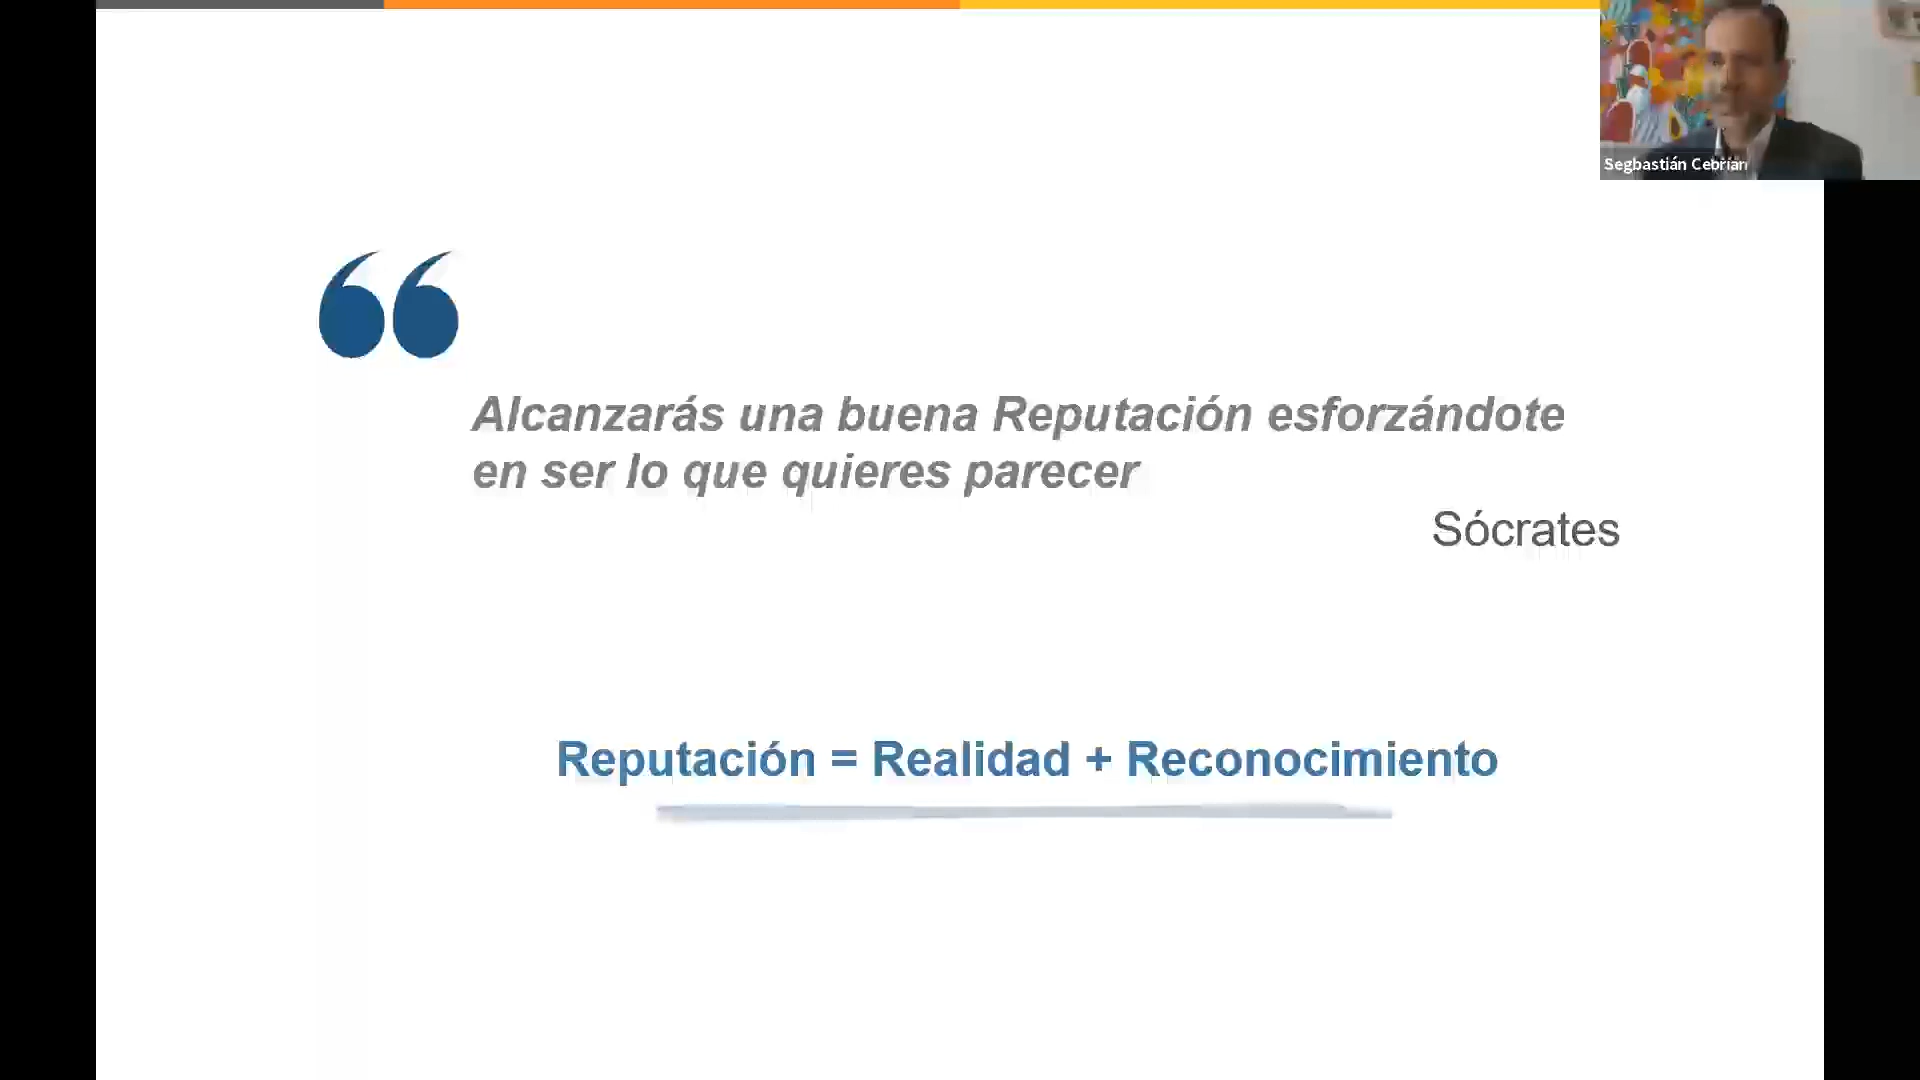 Segbastián Cebrian
Alcanzarás una buena Reputación esforzándote
en ser lo que quieres parecer
Sócrates
Reputación = Realidad + Reconocimiento